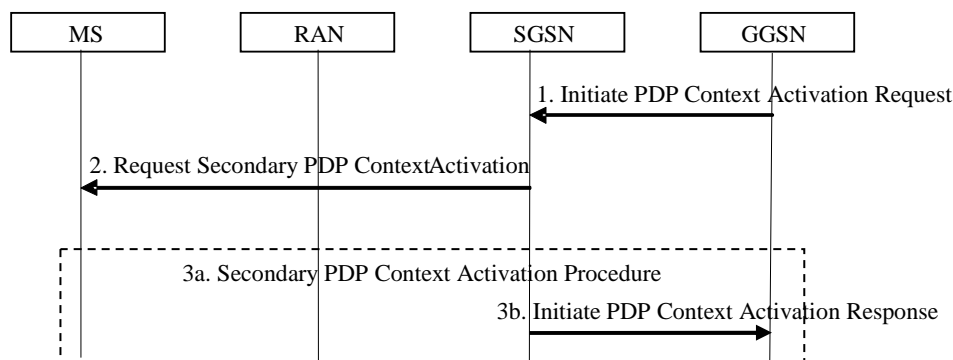 MS RAN SGSN GGSN
1. Initiate PDP Context Activation Request
2. Request Secondary PDP ContextActivation
3a. Secondary PDP Context Activation Procedure
3b. Initiate PDP Context Activation Response